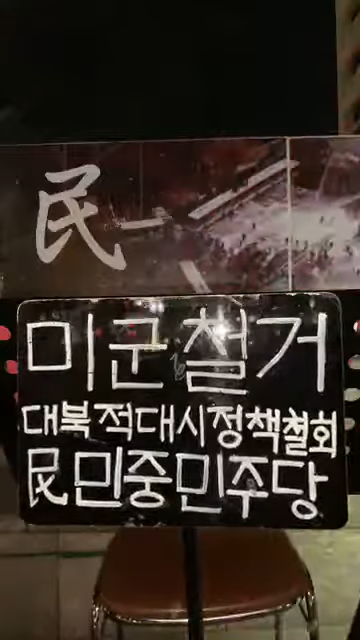 民
미군철거
대북적대시정책철회
民민중민주당